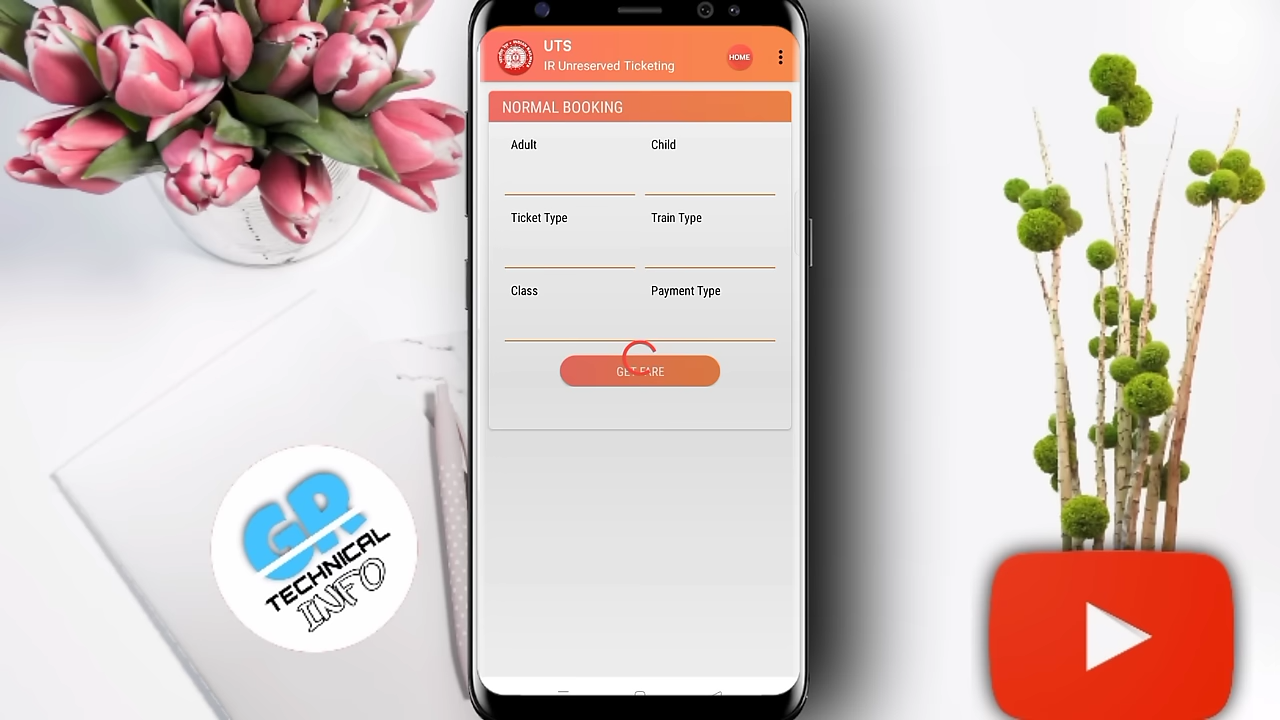 UTS
IR Unreserved Ticketing
HOME
NORMAL BOOKING
Adult
Child
Ticket Type
Train Type
Class
Payment Type
GET FARE
GR
TECHNICAL
INFO